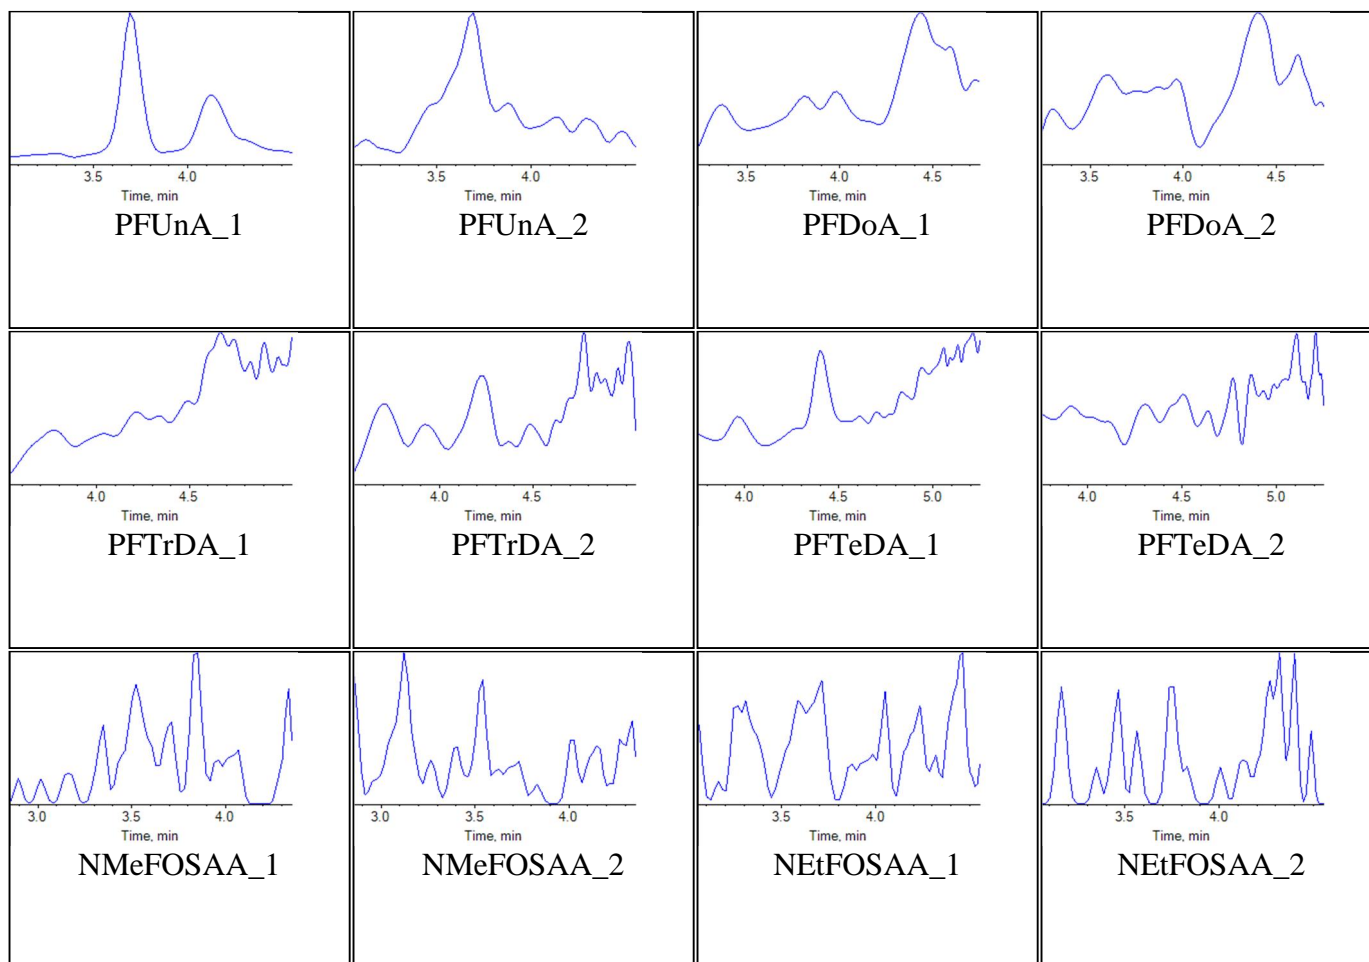 3.5 4.0
Time, min
PFUnA_1
3.5 4.0
Time, min
PFUnA_2
3.5 4.0 4.5
Time, min
PFDoA_1
3.5 4.0 4.5
Time, min
PFDoA_2
4.0 4.5
Time, min
PFTrDA_1
4.0 4.5
Time, min
PFTrDA_2
4.0 4.5 5.0
Time, min
PFTeDA_1
4.0 4.5 5.0
Time, min
PFTeDA_2
3.0 3.5 4.0
Time, min
NMeFOSAA_1
3.0 3.5 4.0
Time, min
NMeFOSAA_2
3.5 4.0
Time, min
NEtFOSAA_1
3.5 4.0
Time, min
NEtFOSAA_2